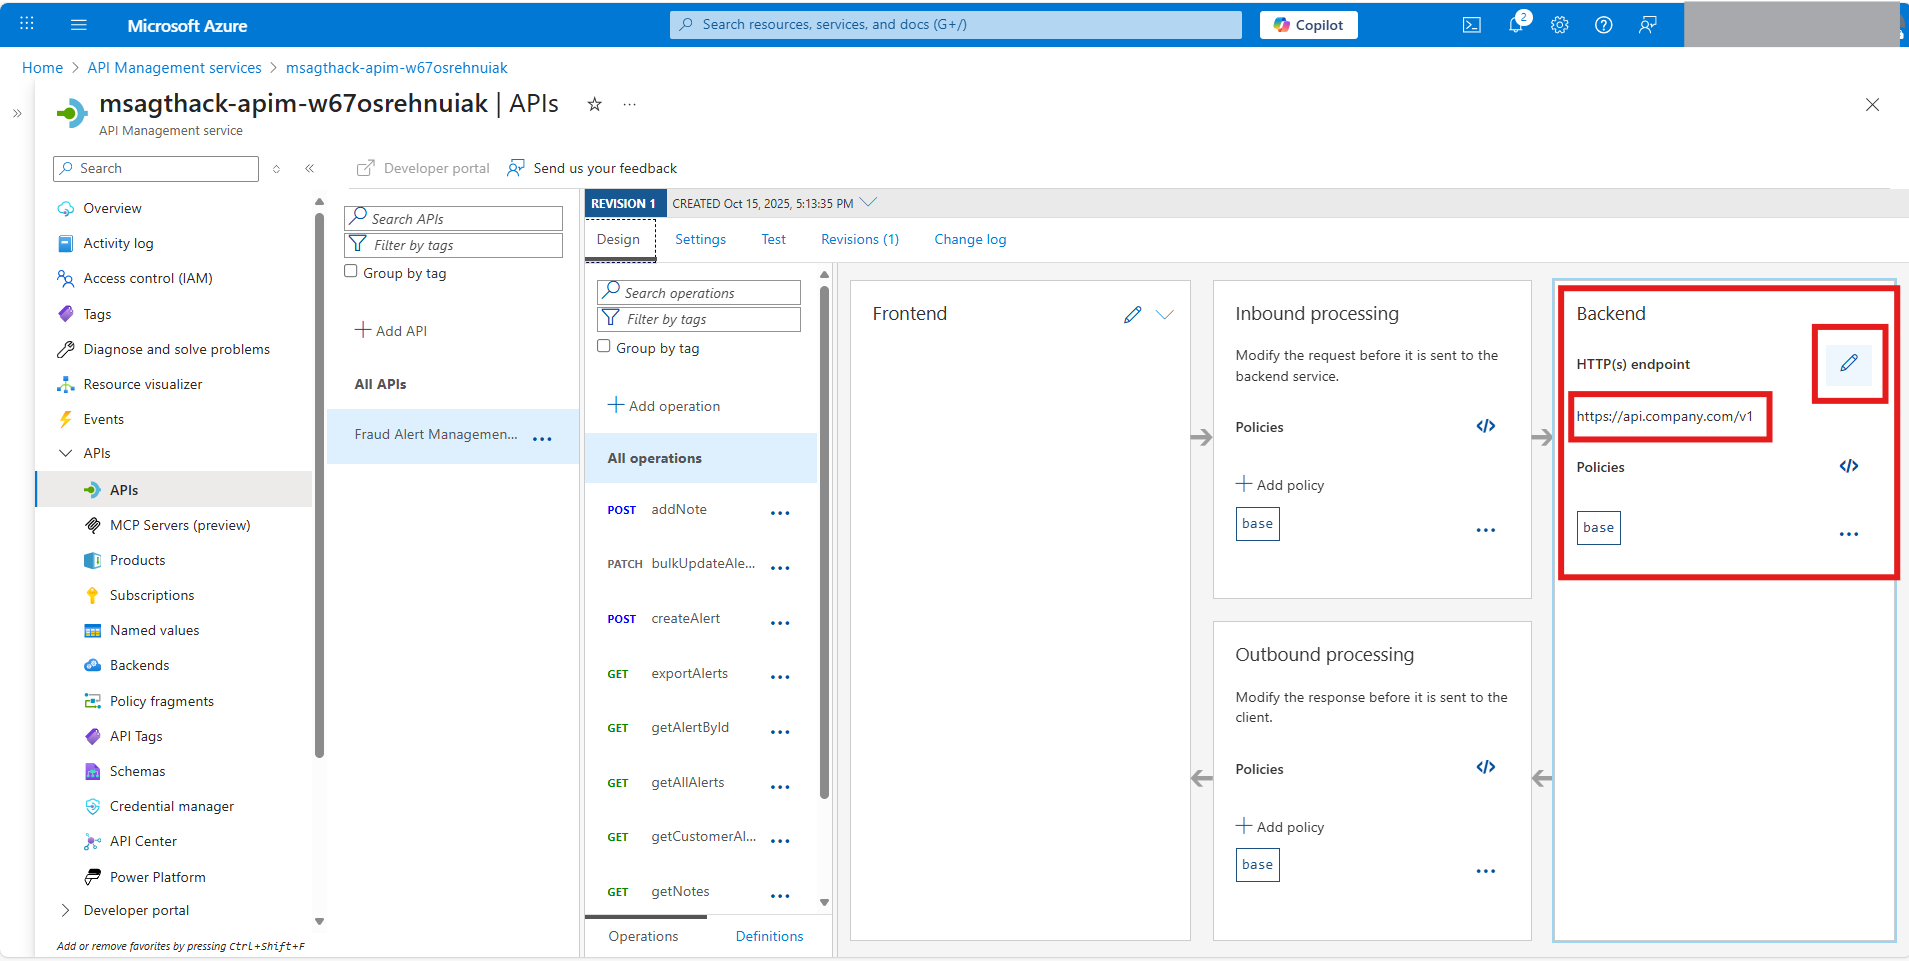 Microsoft Azure
Search resources, services, and docs (G+/)
Copilot
2
Home > API Management services > msagthack-apim-w67osrehnuiak
msagthack-apim-w67osrehnuiak | APIs
API Management service
Search
Developer portal
Send us your feedback
Overview
Activity log
Access control (IAM)
Tags
Diagnose and solve problems
Resource visualizer
Events
APIs
APIs
MCP Servers (preview)
Products
Subscriptions
Named values
Backends
Policy fragments
API Tags
Schemas
Credential manager
API Center
Power Platform
Developer portal
Add or remove favorites by pressing Ctrl+Shift+F
Search APIs
Filter by tags
Group by tag
Add API
All APIs
Fraud Alert Managemen...
REVISION 1
CREATED Oct 15, 2025, 5:13:35 PM
Design
Settings
Test
Revisions (1)
Change log
Search operations
Filter by tags
Group by tag
Add operation
All operations
POST addNote
PATCH bulkUpdateAle...
POST createAlert
GET exportAlerts
GET getAlertById
GET getAllAlerts
GET getCustomerAl...
GET getNotes
Operations
Definitions
Frontend
Inbound processing
Modify the request before it is sent to the
backend service.
Policies
</>
Add policy
base
Outbound processing
Modify the response before it is sent to the
client.
Policies
</>
Add policy
base
Backend
HTTP(s) endpoint
https://api.company.com/v1
Policies
</>
base